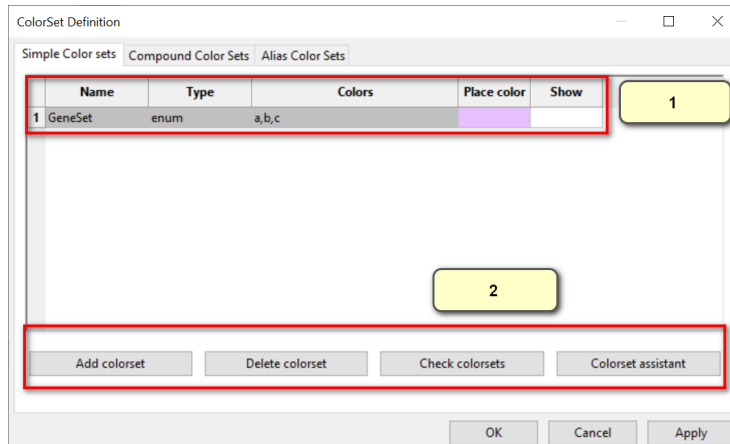 ColorSet Definition
Simple Color sets Compound Color Sets Alias Color Sets
Name Type Colors Place color Show
1 GeneSet enum a,b,c
1
2
Add colorset Delete colorset Check colorsets Colorset assistant
OK Cancel Apply